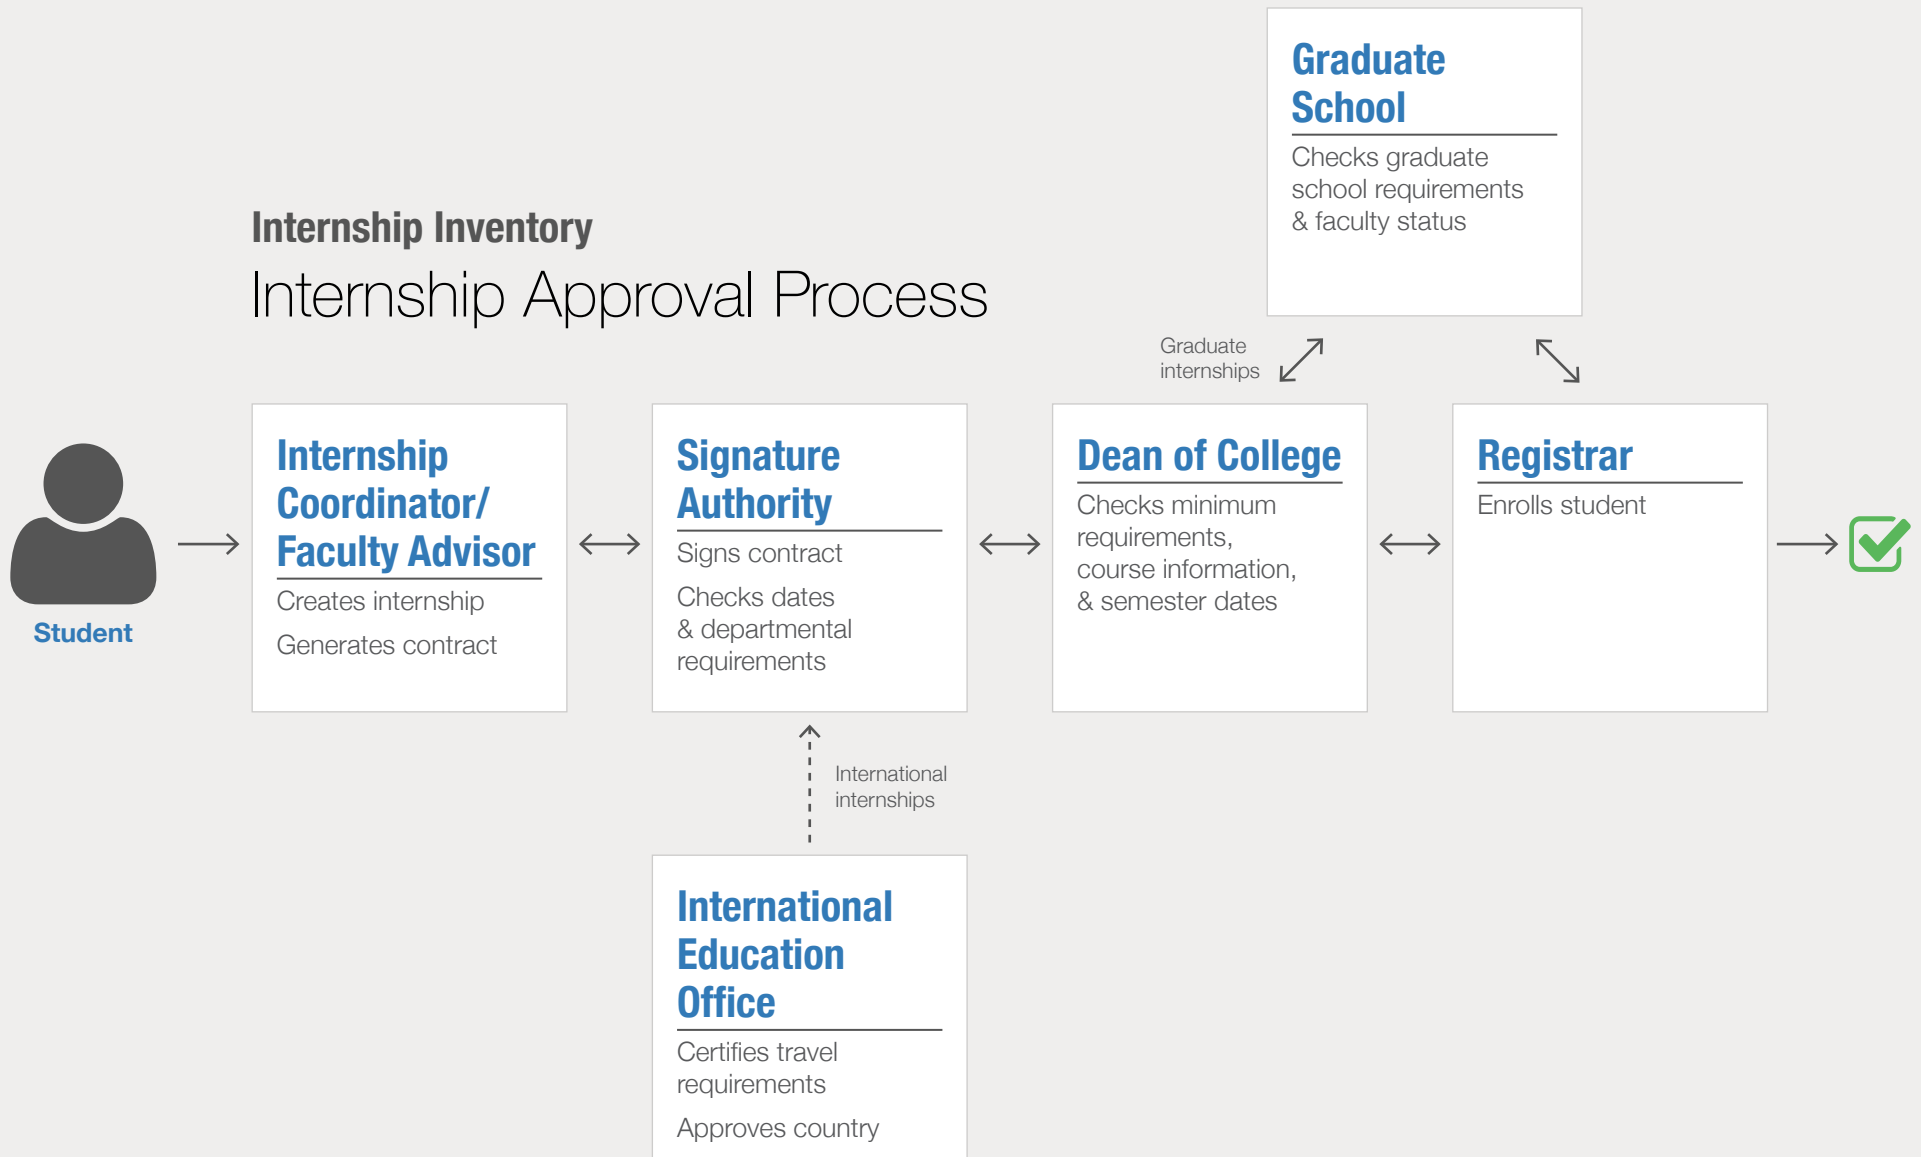 Graduate
School
Checks graduate
school requirements
& faculty status
Internship Inventory
Internship Approval Process
Graduate
internships
Student
Internship
Coordinator/
Faculty Advisor
Creates internship
Generates contract
Signature
Authority
Signs contract
Checks dates
& departmental
requirements
Dean of College
Checks minimum
requirements,
course information,
& semester dates
Registrar
Enrolls student
International
internships
International
Education
Office
Certifies travel
requirements
Approves country